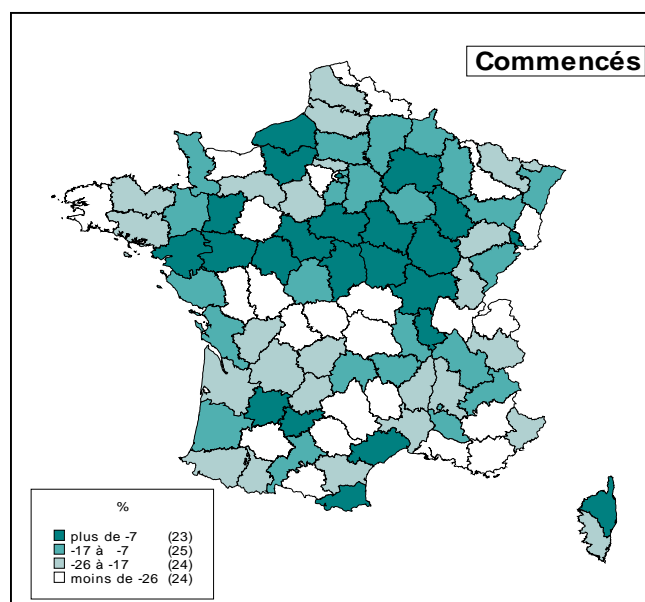 Commencés
%
plus de -7 (23)
-17 à -7 (25)
-26 à -17 (24)
moins de -26 (24)